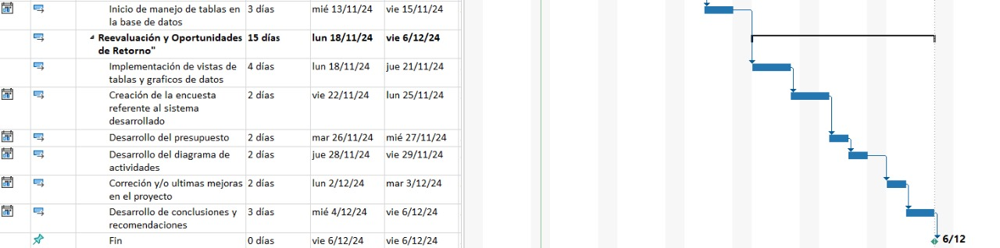 Inicio de manejo de tablas en 3 días mié 13/11/24 vie 15/11/24
la base de datos
Reevaluación y Oportunidades 15 días lun 18/11/24 vie 6/12/24
de Retorno"
Implementación de vistas de 4 días lun 18/11/24 jue 21/11/24
tablas y graficos de datos
Creación de la encuesta 2 días vie 22/11/24 lun 25/11/24
referente al sistema
desarrollado
Desarrollo del presupuesto 2 días mar 26/11/24 mié 27/11/24
Desarrollo del diagrama de 2 días jue 28/11/24 vie 29/11/24
actividades
Correción y/o ultimas mejoras 2 días lun 2/12/24 mar 3/12/24
en el proyecto
Desarrollo de conclusiones y 3 días mié 4/12/24 vie 6/12/24
recomendaciones
Fin 0 días vie 6/12/24 vie 6/12/24 6/12